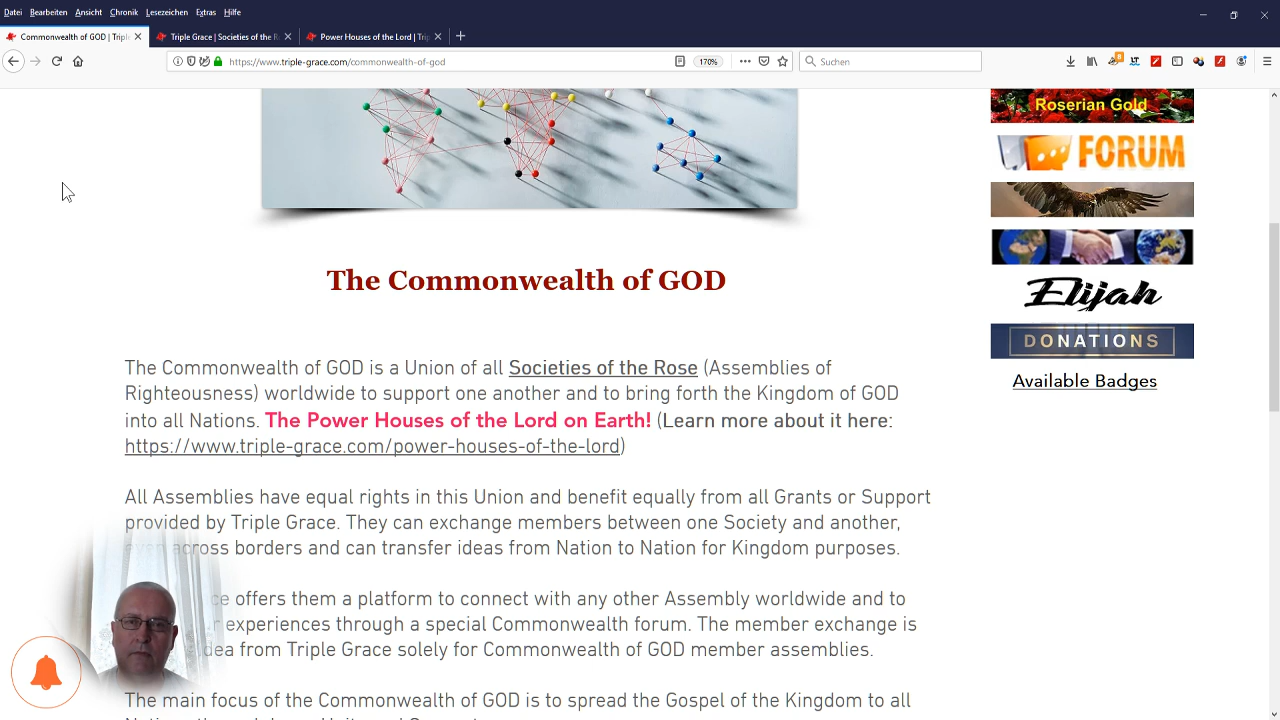 Datei Bearbeiten Ansicht Chronik Lesezeichen Extras Hilfe
Commonwealth of GOD | Triple Triple Grace | Societies of the R Power Houses of the Lord | Trip
https://www.triple-grace.com/commonwealth-of-god 170% Suchen
Roserian Gold
FORUM
The Commonwealth of GOD
Elijah
DONATIONS
Available Badges
The Commonwealth of GOD is a Union of all Societies of the Rose (Assemblies of
Righteousness) worldwide to support one another and to bring forth the Kingdom of GOD
into all Nations. The Power Houses of the Lord on Earth! (Learn more about it here:
https://www.triple-grace.com/power-houses-of-the-lord)
All Assemblies have equal rights in this Union and benefit equally from all Grants or Support
provided by Triple Grace. They can exchange members between one Society and another,
even across borders and can transfer ideas from Nation to Nation for Kingdom purposes.
offers them a platform to connect with any other Assembly worldwide and to
experiences through a special Commonwealth forum. The member exchange is
from Triple Grace solely for Commonwealth of GOD member assemblies.
The main focus of the Commonwealth of GOD is to spread the Gospel of the Kingdom to all